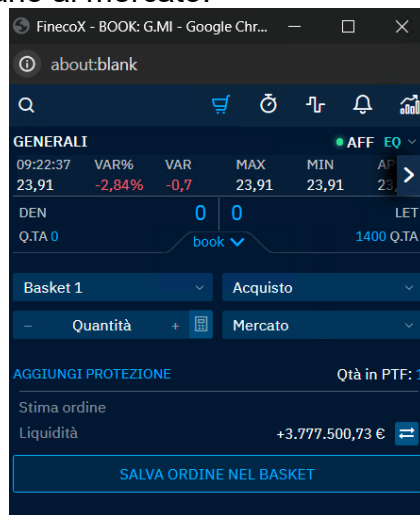 FinecoX - BOOK: G.MI - Google Chr...
about:blank
GENERALI AFF EQ
09:22:37 VAR% VAR MAX MIN
23,91 -2,84% -0,7 23,91 23,91
DEN 0 0 LET
Q.TA 0 book 1400 Q.TA
Basket 1 Acquisto
- Quantità + Mercato
AGGIUNGI PROTEZIONE Qtà in PTF:
Stima ordine
Liquidità +3.777.500,73 €
SALVA ORDINE NEL BASKET